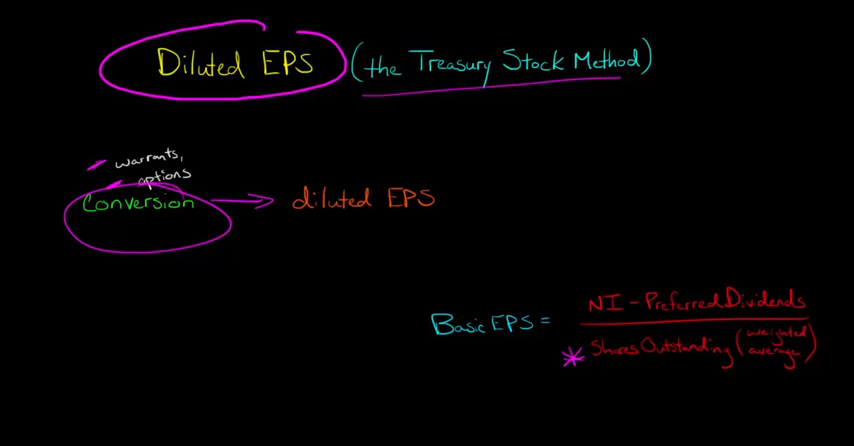 Diluted EPS (the Treasury Stock Method)
warrants,
options
Conversion → diluted EPS
NI - Preferred Dividends
Basic EPS =
* Shares Outstanding (weighted
average)